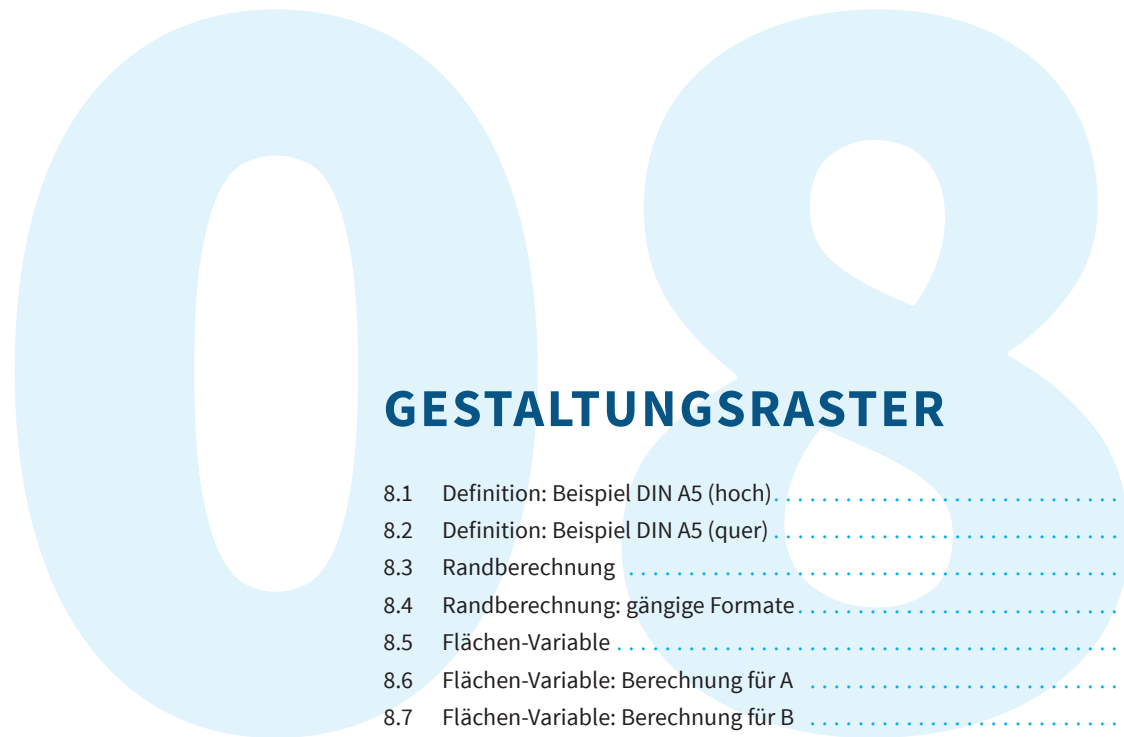 08
GESTALTUNGSRASTER
8.1 Definition: Beispiel DIN A5 (hoch) . . . . . . . . . . . . . . . . . . . . . . . . . . . . .
8.2 Definition: Beispiel DIN A5 (quer) . . . . . . . . . . . . . . . . . . . . . . . . . . . . .
8.3 Randberechnung . . . . . . . . . . . . . . . . . . . . . . . . . . . . . . . . . . . . . . . . .
8.4 Randberechnung: gängige Formate . . . . . . . . . . . . . . . . . . . . . . . . . . .
8.5 Flächen-Variable . . . . . . . . . . . . . . . . . . . . . . . . . . . . . . . . . . . . . . . . . .
8.6 Flächen-Variable: Berechnung für A . . . . . . . . . . . . . . . . . . . . . . . . . .
8.7 Flächen-Variable: Berechnung für B . . . . . . . . . . . . . . . . . . . . . . . . . .